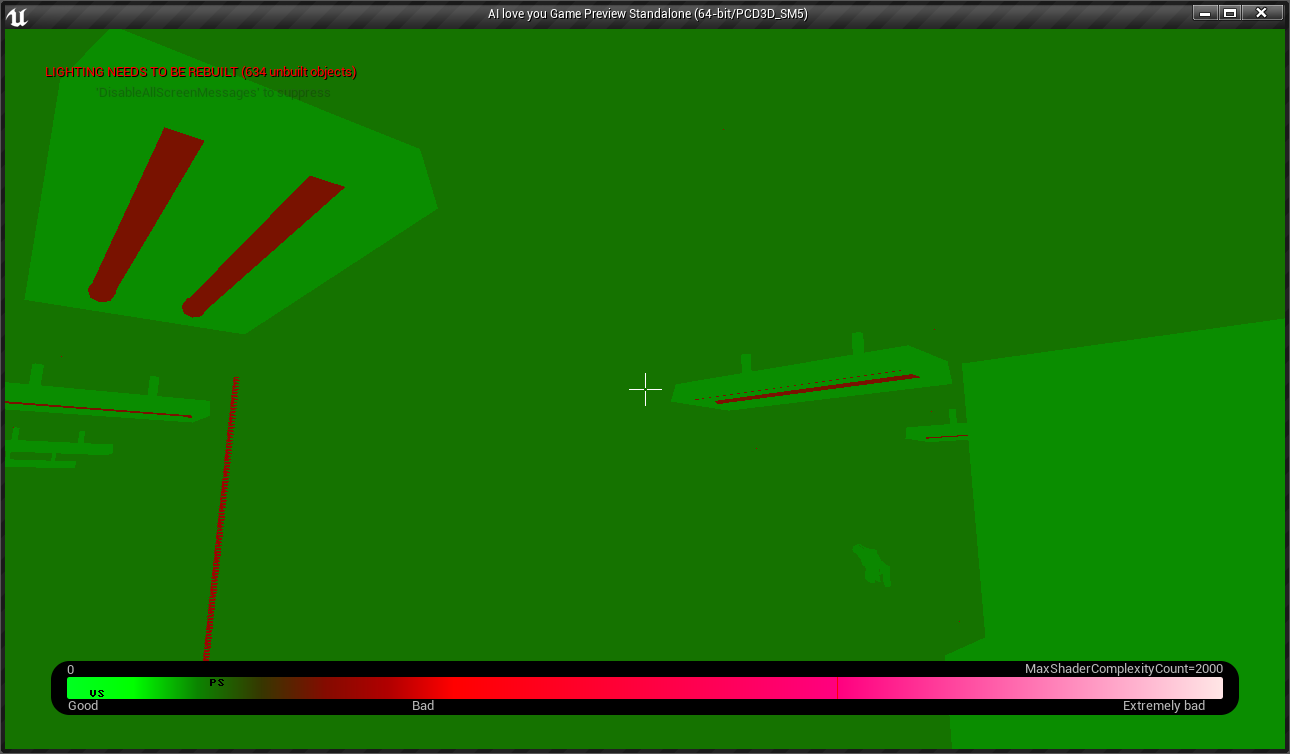 AI love you Game Preview Standalone (64-bit/PCD3D_SM5)
LIGHTING NEEDS TO BE REBUILT (634 unbuilt objects)
'DisableAllScreenMessages' to suppress
0 MaxShaderComplexityCount=2000
VS PS
Good Bad Extremely bad